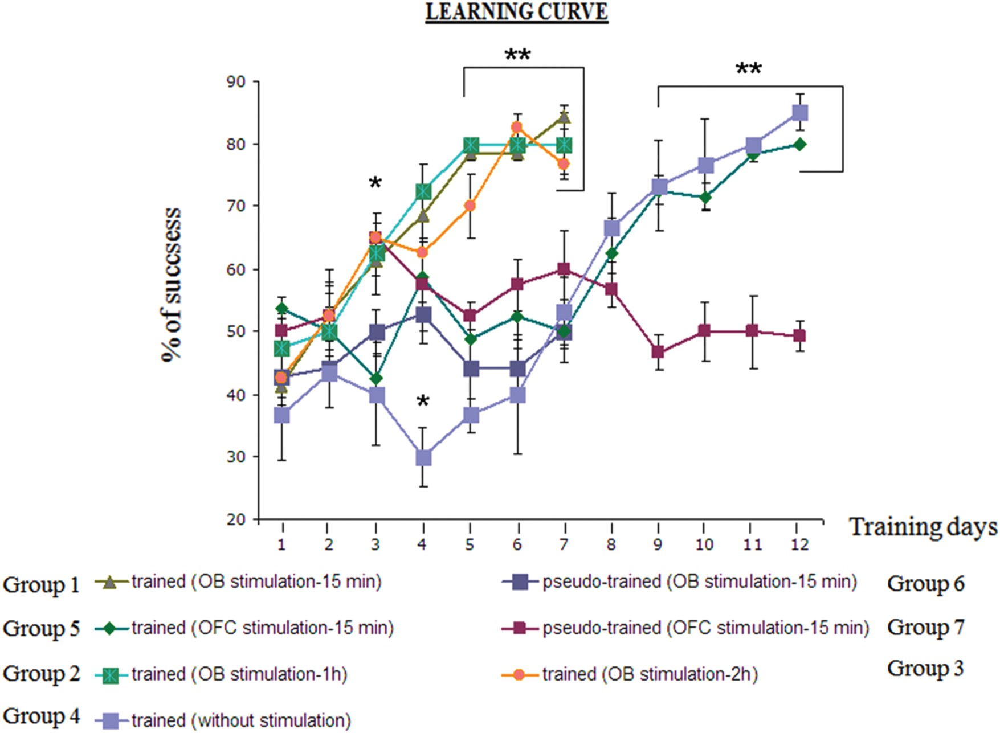 LEARNING CURVE
**
**
90
80
*
70
% of succsess
60
50
40
*
30
20
Training days
1 2 3 4 5 6 7 8 9 10 11 12
Group 1 trained (OB stimulation-15 min) pseudo-trained (OB stimulation-15 min) Group 6
Group 5 trained (OFC stimulation-15 min) pseudo-trained (OFC stimulation-15 min) Group 7
Group 2 trained (OB stimulation-1h) trained (OB stimulation-2h) Group 3
Group 4 trained (without stimulation)